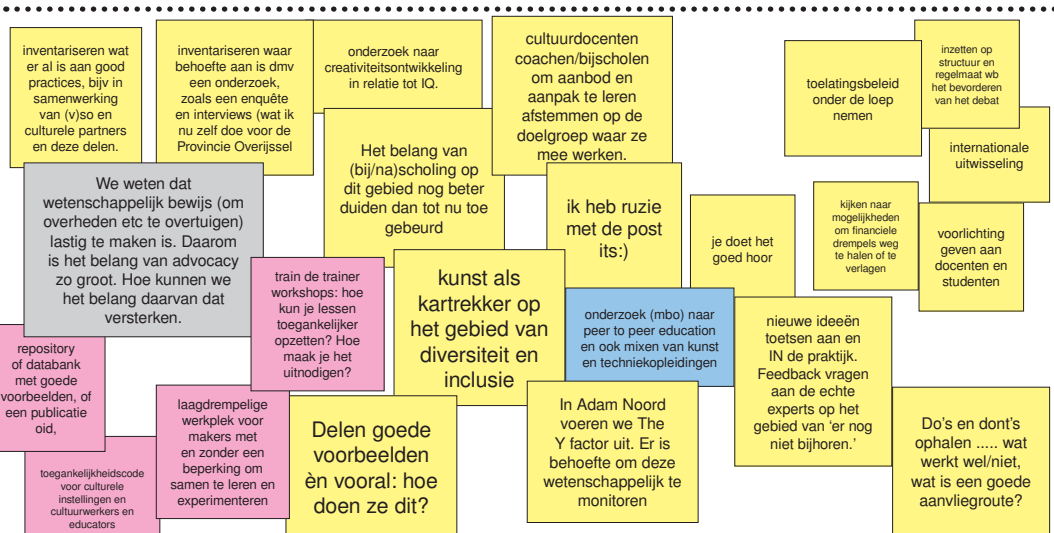 inventariseren wat
er al is aan good
practices, bijv in
samenwerking
van (v)so en
culturele partners
en deze delen.
inventariseren waar
behoefte aan is dmv
een onderzoek,
zoals een enquête
en interviews (wat ik
nu zelf doe voor de
Provincie Overijssel
onderzoek naar
creativiteitsontwikkeling
in relatie tot IQ.
cultuurdocenten
coachen/bijscholen
om aanbod en
aanpak te leren
afstemmen op de
doelgroep waar ze
mee werken.
toelatingsbeleid
onder de loep
nemen
inzetten op
structuur en
regelmaat wb
het bevorderen
van het debat
internationale
uitwisseling
We weten dat
wetenschappelijk bewijs (om
overheden etc te overtuigen)
lastig te maken is. Daarom
is het belang van advocacy
zo groot. Hoe kunnen we
het belang daarvan dat
versterken.
Het belang van
(bij/na)scholing op
dit gebied nog beter
duiden dan tot nu toe
gebeurd
ik heb ruzie
met de post
its:)
je doet het
goed hoor
kijken naar
mogelijkheden
om financiele
drempels weg
te halen of te
verlagen
voorlichting
geven aan
docenten en
studenten
train de trainer
workshops: hoe
kun je lessen
toegankelijker
opzetten? Hoe
maak je het
uitnodigen?
kunst als
kartrekker op
het gebied van
diversiteit en
inclusie
onderzoek (mbo) naar
peer to peer education
en ook mixen van kunst
en techniekopleidingen
nieuwe ideeën
toetsen aan en
IN de praktijk.
Feedback vragen
aan de echte
experts op het
gebied van 'er nog
niet bijhoren.'
repository
of databank
met goede
voorbeelden, of
een publicatie
oid,
laagdrempelige
werkplek voor
makers met
en zonder een
beperking om
samen te leren en
experimenteren
Delen goede
voorbeelden
èn vooral: hoe
doen ze dit?
In Adam Noord
voeren we The
Y factor uit. Er is
behoefte om deze
wetenschappelijk te
monitoren
Do's en dont's
ophalen ..... wat
werkt wel/niet,
wat is een goede
aanvliegroute?
toegankelijkheidscode
voor culturele
instellingen en
cultuurwerkers en
educators